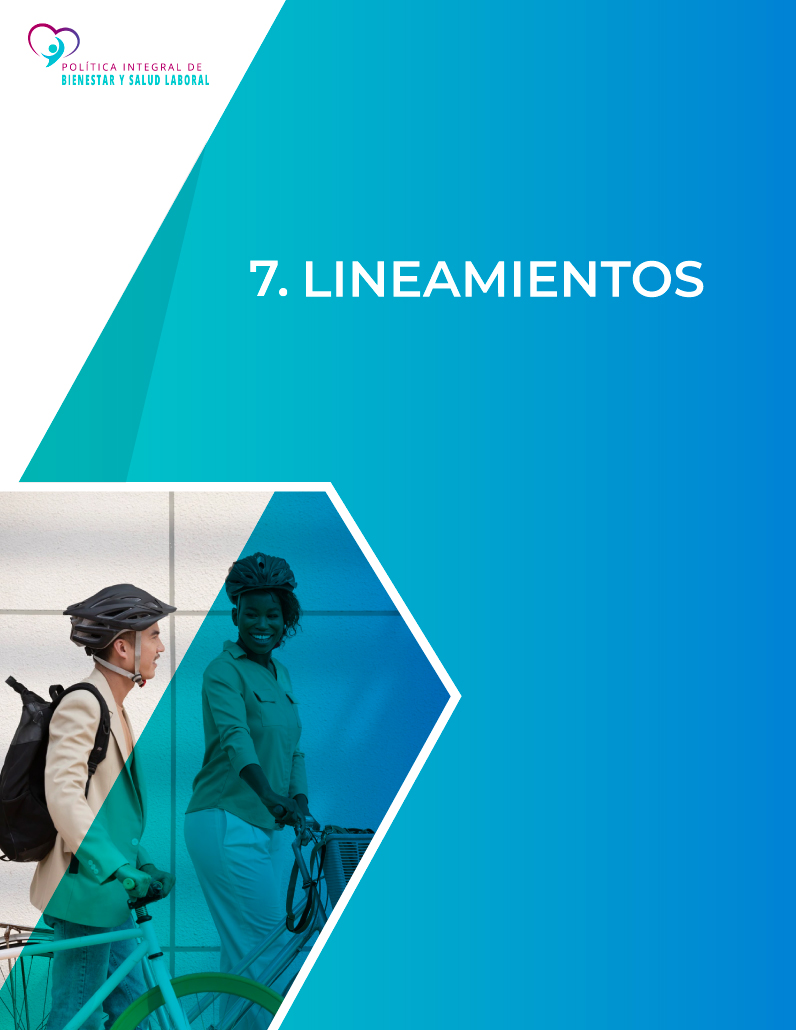 POLÍTICA INTEGRAL DE
BIENESTAR Y SALUD LABORAL
7. LINEAMIENTOS